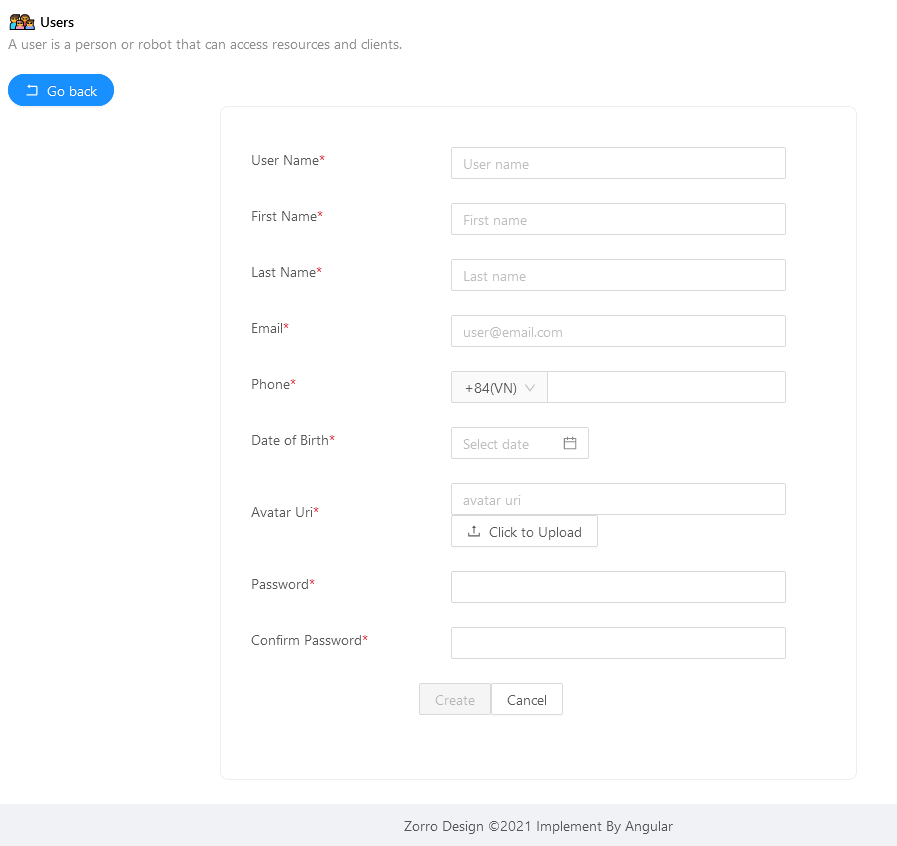 Users
A user is a person or robot that can access resources and clients.
Go back
User Name*
User name
First Name*
First name
Last Name*
Last name
Email*
user@email.com
Phone*
+84(VN)
Date of Birth*
Select date
avatar uri
Avatar Uri*
Click to Upload
Password*
Confirm Password*
Create
Cancel
Zorro Design ©2021 Implement By Angular